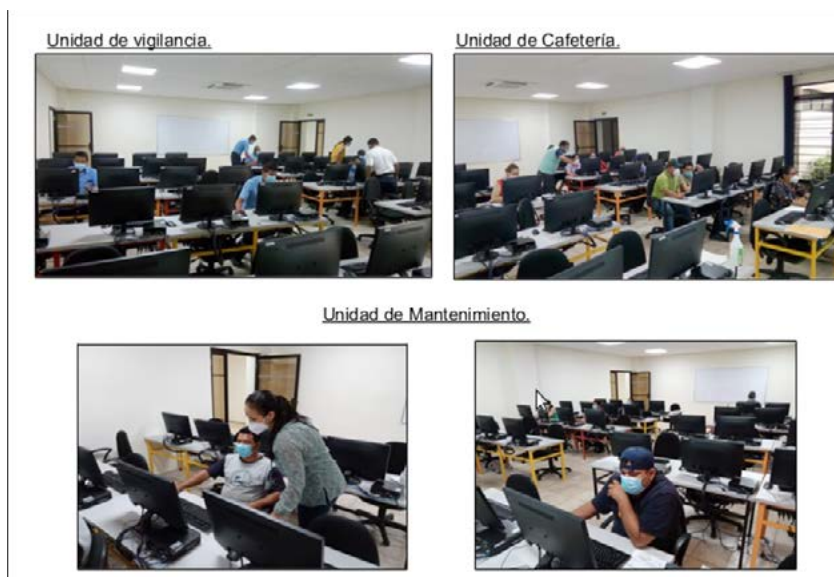 Unidad de vigilancia.
Unidad de Cafetería.
Unidad de Mantenimiento.